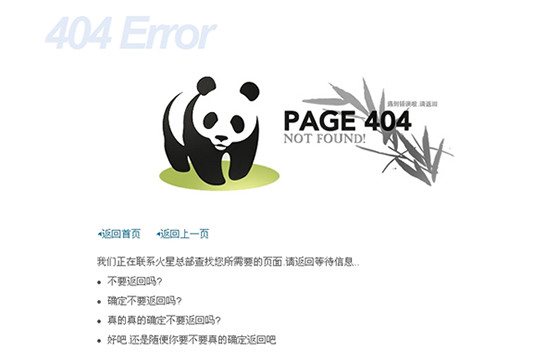 404 Error
遇到错误啦.请返回
PAGE 404
NOT FOUND!
返回首页 返回上一页
我们正在联系火星总部查找您所需要的页面.请返回等待信息..
不要返回吗?
确定不要返回吗?
真的真的确定不要返回吗?
好吧.还是随便你要不要真的确定返回吧